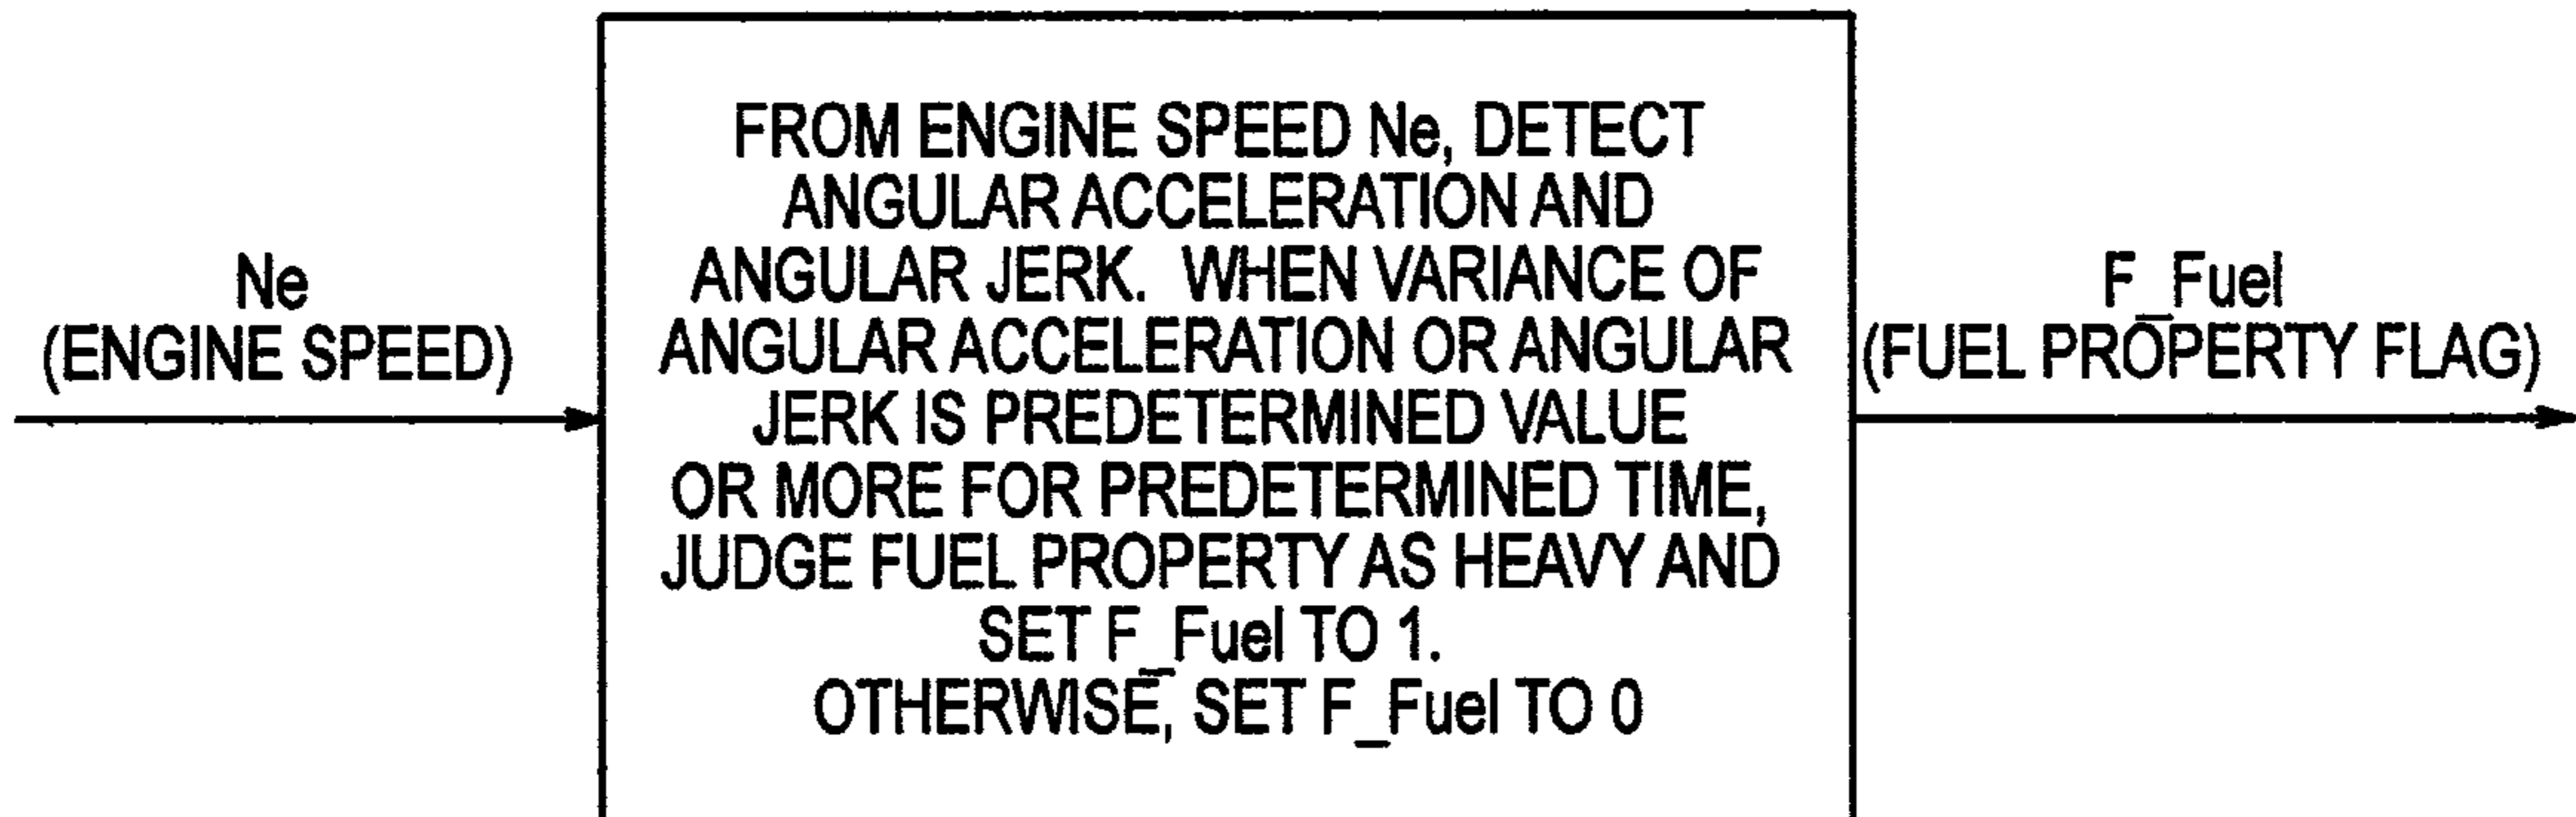 Ne
(ENGINE SPEED)
FROM ENGINE SPEED Ne, DETECT
ANGULAR ACCELERATION AND
ANGULAR JERK. WHEN VARIANCE OF
ANGULAR ACCELERATION OR ANGULAR
JERK IS PREDETERMINED VALUE
OR MORE FOR PREDETERMINED TIME,
JUDGE FUEL PROPERTY AS HEAVY AND
SET F_Fuel TO 1.
OTHERWISE, SET F_Fuel TO 0
F_Fuel
(FUEL PROPERTY FLAG)